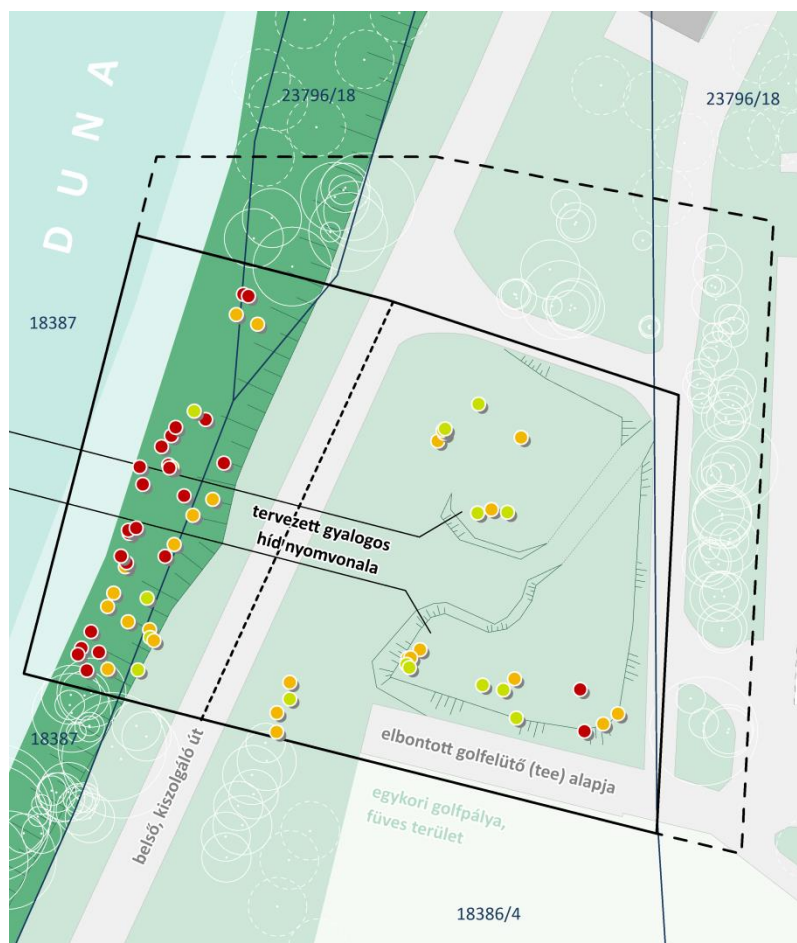 DUNA
23796/18
23796/18
18387
tervezett gyalogos
híd nyomvonala
18387
belső, kiszolgáló út
elbontott golfelütő (tee) alapja
egykori golfpálya,
füves terület
18386/4